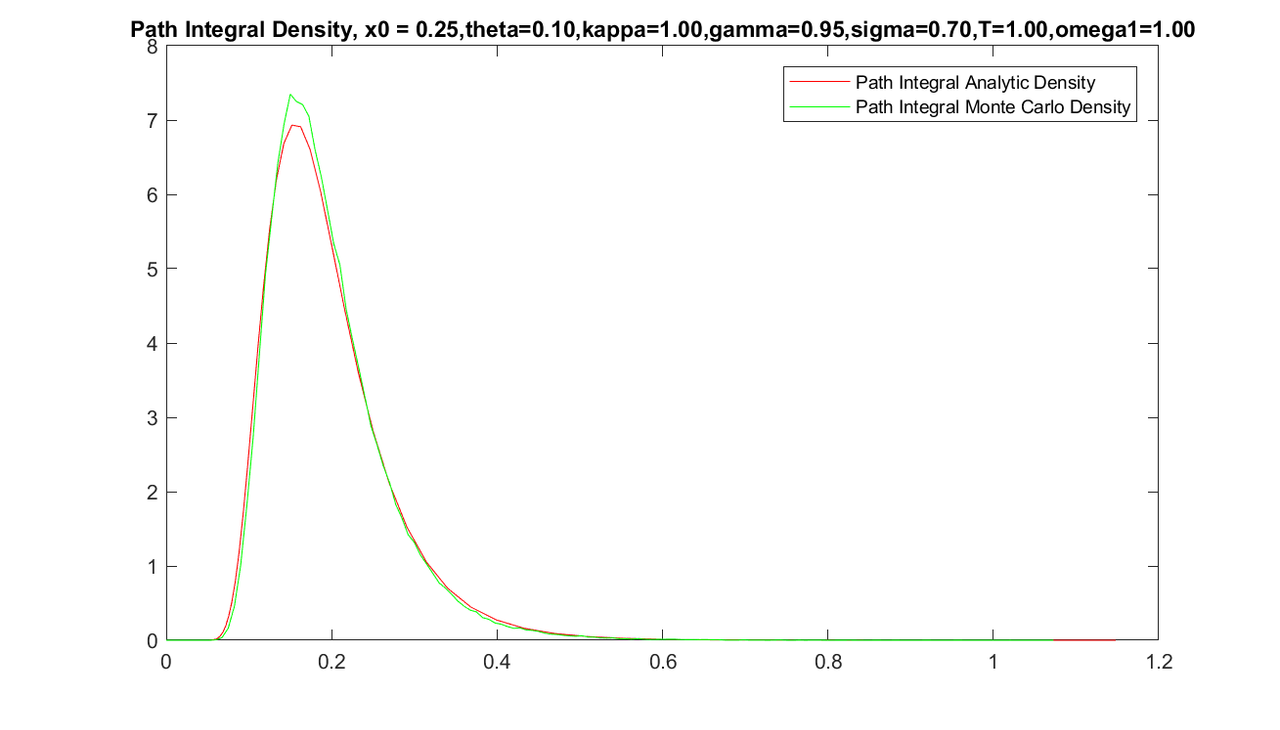 Path Integral Density, x0 = 0.25,theta=0.10,kappa=1.00,gamma=0.95,sigma=0.70,T=1.00,omega1=1.00
8
Path Integral Analytic Density
Path Integral Monte Carlo Density
7
6
5
4
3
2
1
0
0 0.2 0.4 0.6 0.8 1 1.2